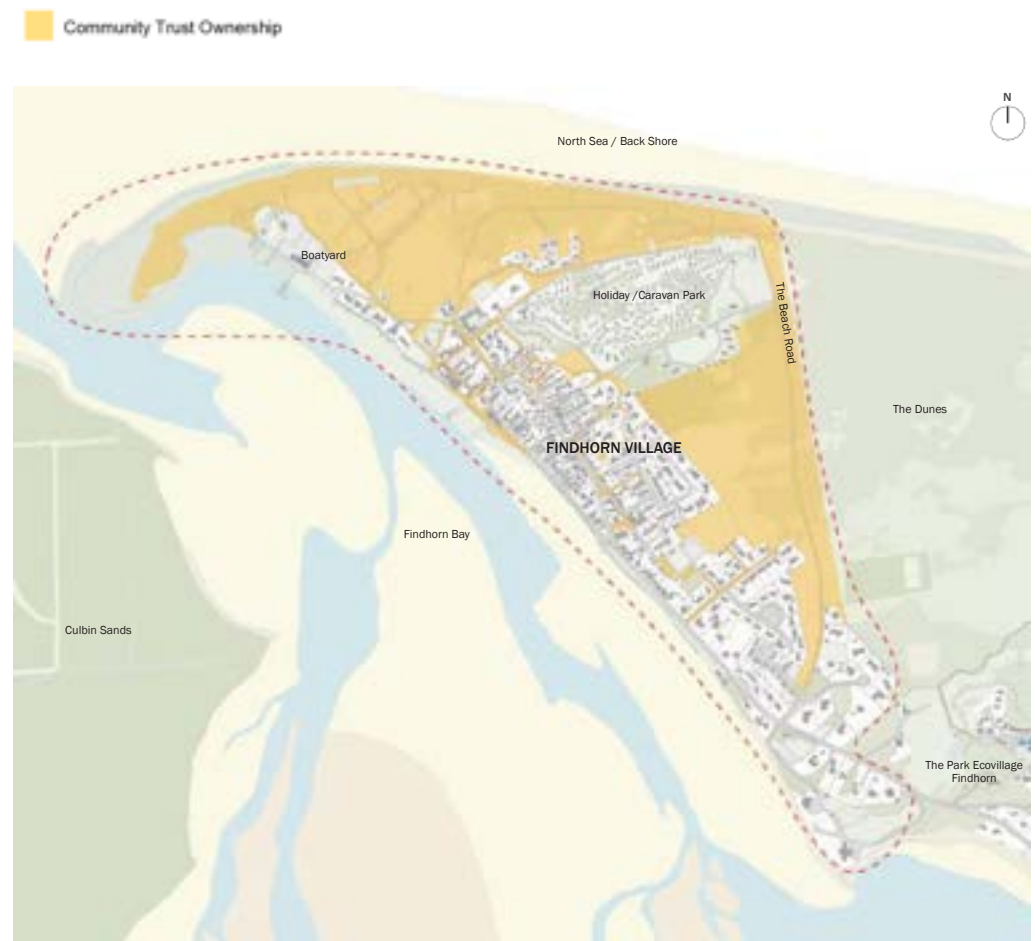 Community Trust Ownership
N
North Sea / Back Shore
Boatyard
Holiday /Caravan Park
The Beach Road
The Dunes
FINDHORN VILLAGE
Findhorn Bay
Culbin Sands
The Park Ecovillage
Findhorn